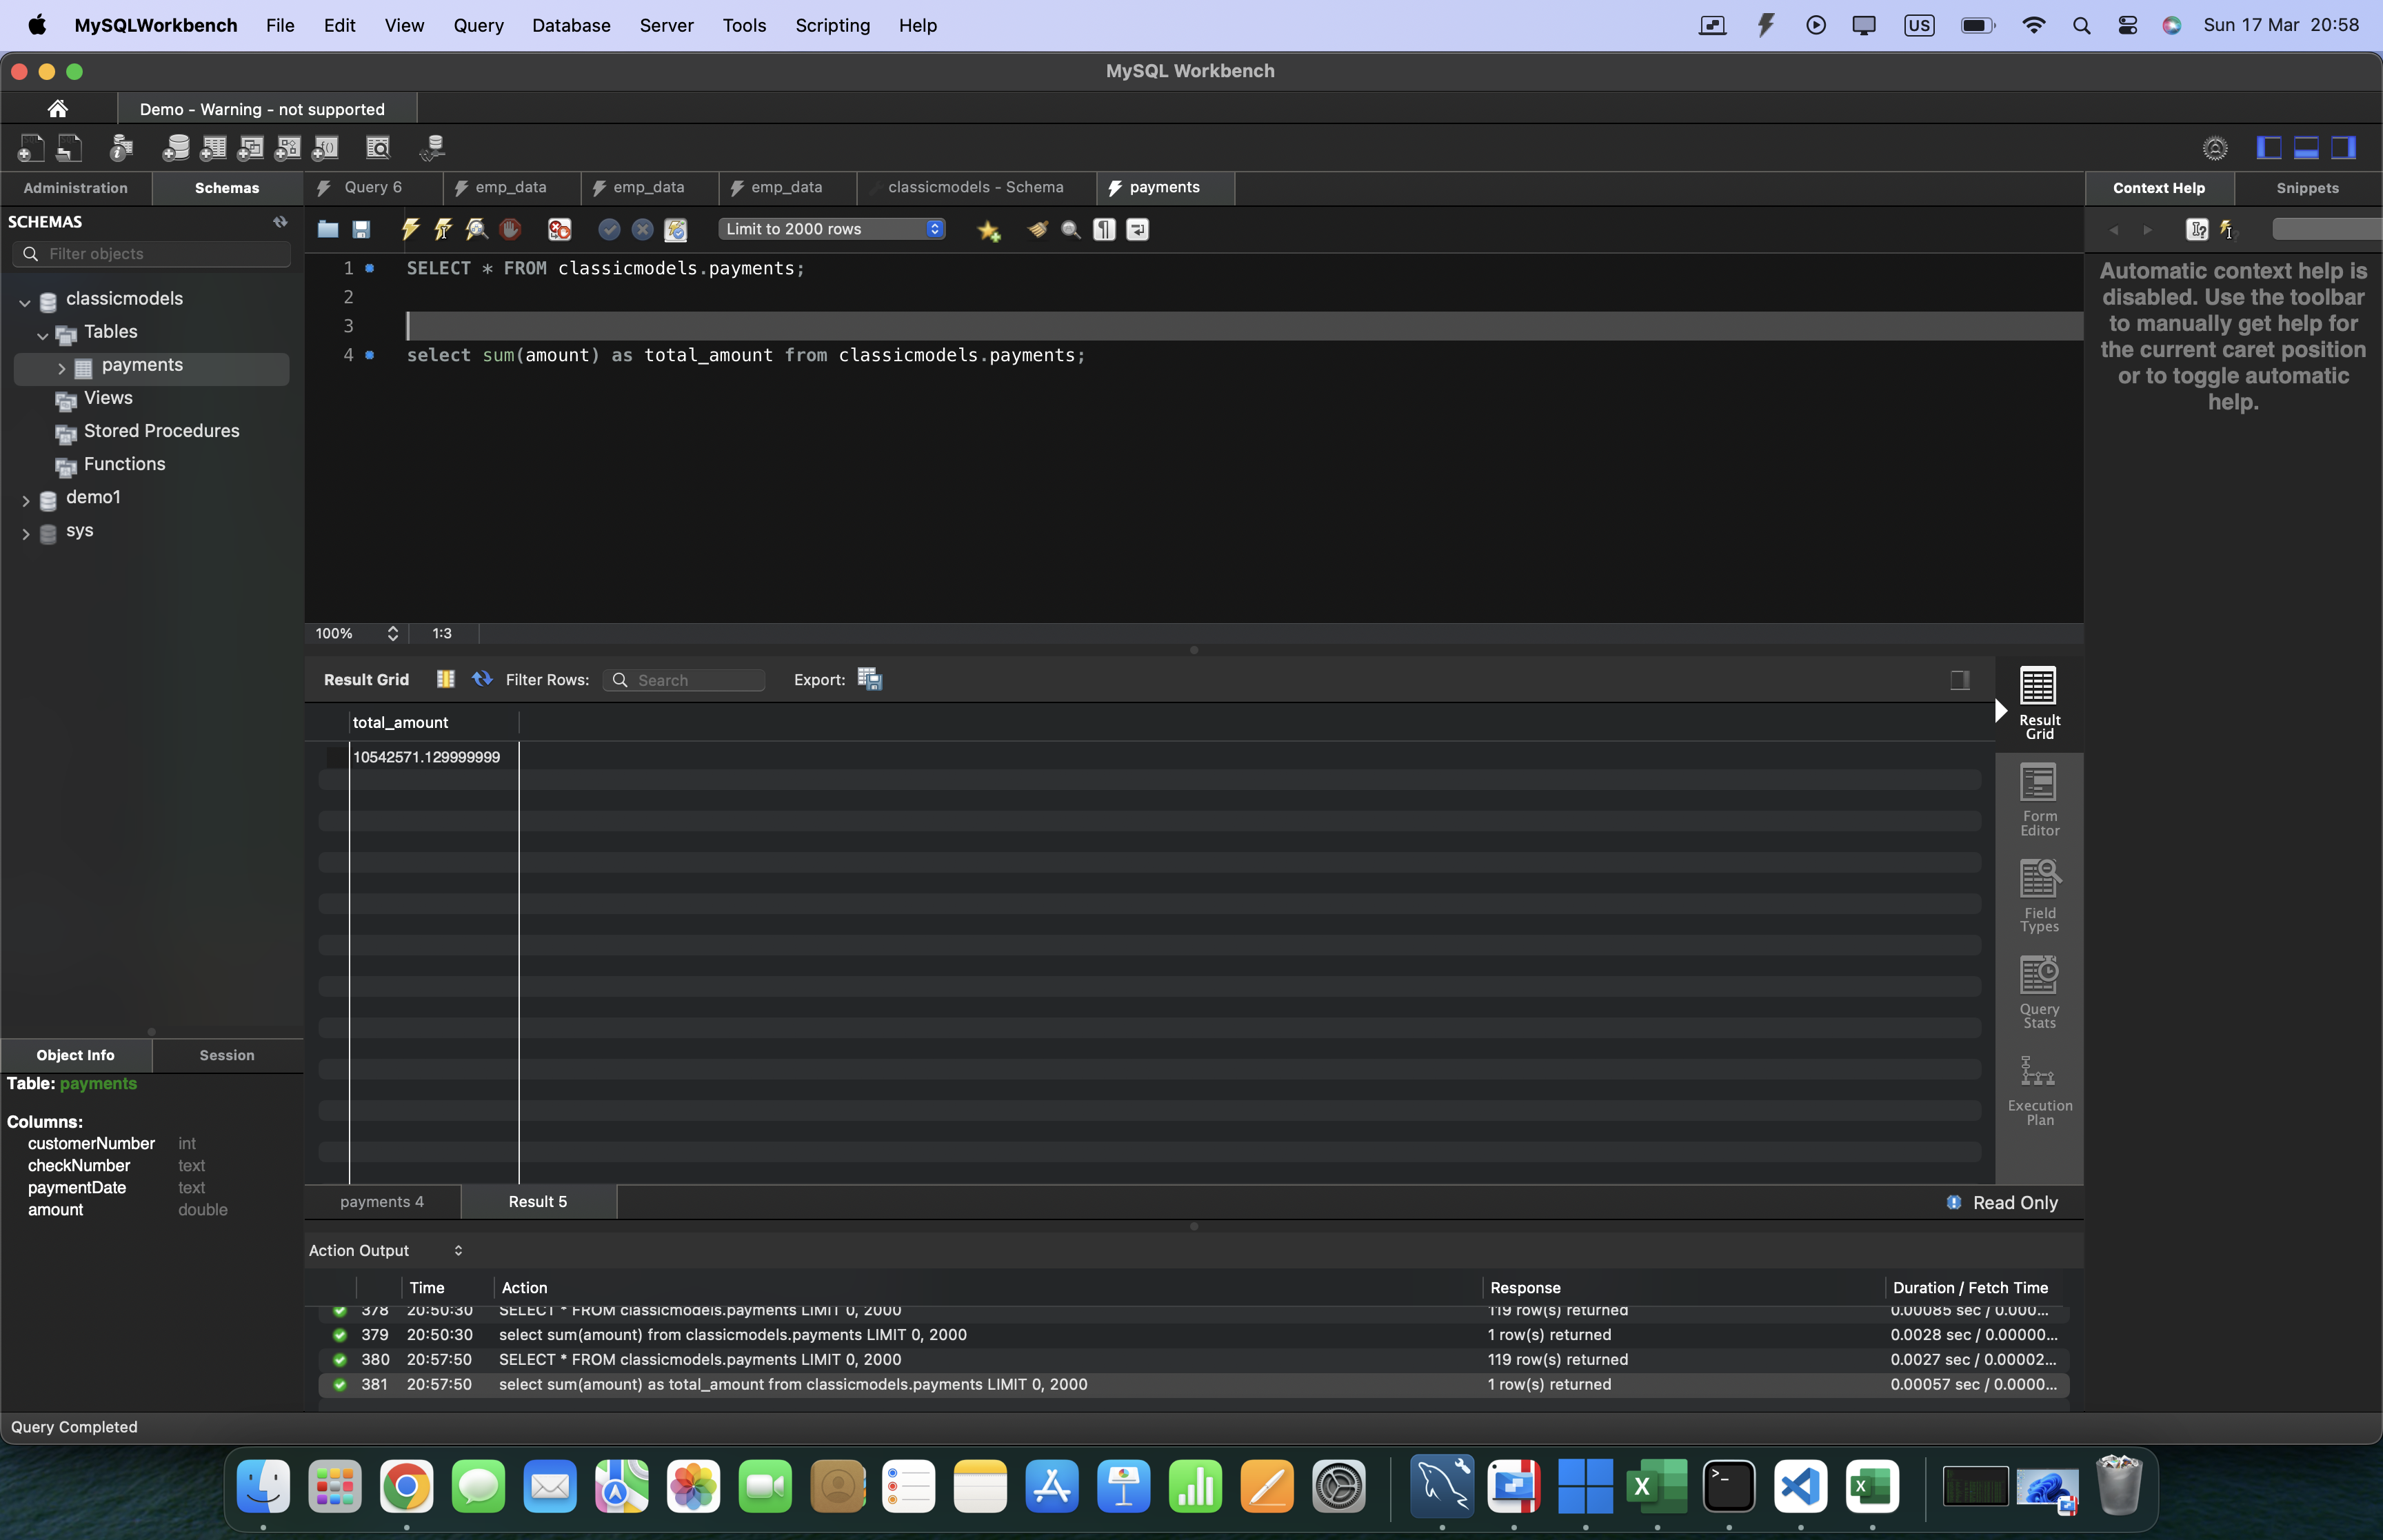 MySQLWorkbench File Edit View Query Database Server Tools Scripting Help US Sun 17 Mar 20:58
MySQL Workbench
Demo - Warning - not supported
Administration Schemas Query 6 emp_data emp_data emp_data classicmodels - Schema payments Context Help Snippets
SCHEMAS
Limit to 2000 rows
Filter objects
1 SELECT * FROM classicmodels.payments;
2
3
4 select sum(amount) as total_amount from classicmodels.payments;
classicmodels
Tables
payments
Views
Stored Procedures
Functions
demo1
sys
Automatic context help is
disabled. Use the toolbar
to manually get help for
the current caret position
or to toggle automatic
help.
100% 1:3
Result Grid Filter Rows: Search Export:
total_amount
10542571.129999999
Result
Grid
Form
Editor
Field
Types
Query
Stats
Execution
Plan
Object Info Session
Table: payments
Columns:
customerNumber int
checkNumber text
paymentDate text
amount double
payments 4 Result 5 Read Only
Action Output
Time Action Response Duration / Fetch Time
378 20:50:30 SELECT * FROM classicmodels.payments LIMIT 0, 2000 119 row(s) returned 0.00085 sec / 0.000...
379 20:50:30 select sum(amount) from classicmodels.payments LIMIT 0, 2000 1 row(s) returned 0.0028 sec / 0.00000...
380 20:57:50 SELECT * FROM classicmodels.payments LIMIT 0, 2000 119 row(s) returned 0.0027 sec / 0.00002...
381 20:57:50 select sum(amount) as total_amount from classicmodels.payments LIMIT 0, 2000 1 row(s) returned 0.00057 sec / 0.0000...
Query Completed